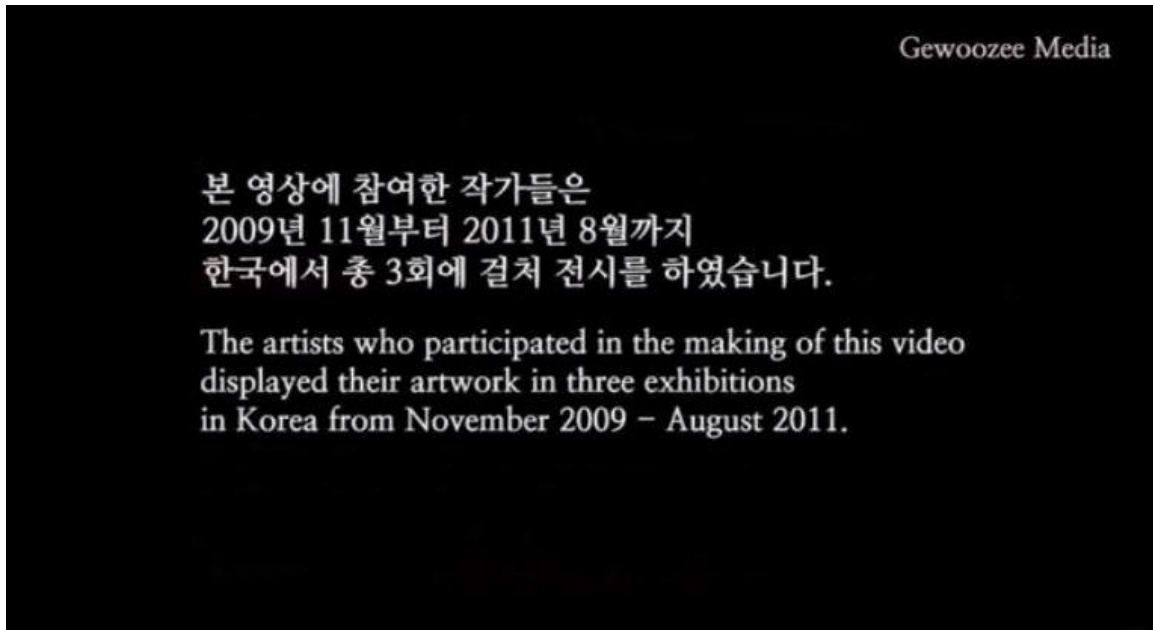 Gewoozee Media
본 영상에 참여한 작가들은
2009년 11월부터 2011년 8월까지
한국에서 총 3회에 걸처 전시를 하였습니다.
The artists who participated in the making of this video
displayed their artwork in three exhibitions
in Korea from November 2009 – August 2011.